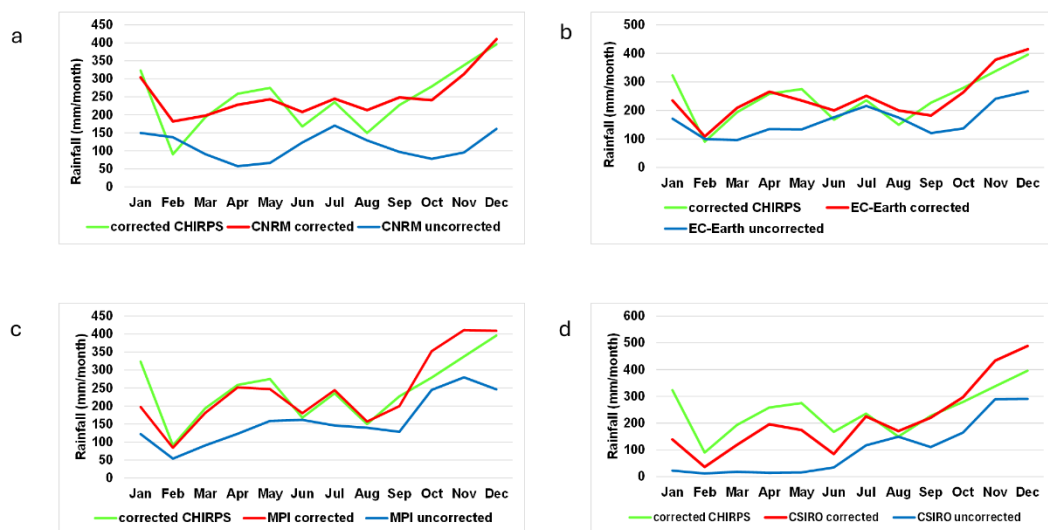 a
Rainfall (mm/month)
450
400
350
300
250
200
150
100
50
0
Jan Feb Mar Apr May Jun Jul Aug Sep Oct Nov Dec
corrected CHIRPS CNRM corrected CNRM uncorrected
b
Rainfall (mm/month)
500
400
300
200
100
0
Jan Feb Mar Apr May Jun Jul Aug Sep Oct Nov Dec
corrected CHIRPS EC-Earth corrected
EC-Earth uncorrected
c
Rainfall (mm/month)
450
400
350
300
250
200
150
100
50
0
Jan Feb Mar Apr May Jun Jul Aug Sep Oct Nov Dec
corrected CHIRPS MPI corrected MPI uncorrected
d
Rainfall (mm/month)
600
500
400
300
200
100
0
Jan Feb Mar Apr May Jun Jul Aug Sep Oct Nov Dec
corrected CHIRPS CSIRO corrected CSIRO uncorrected